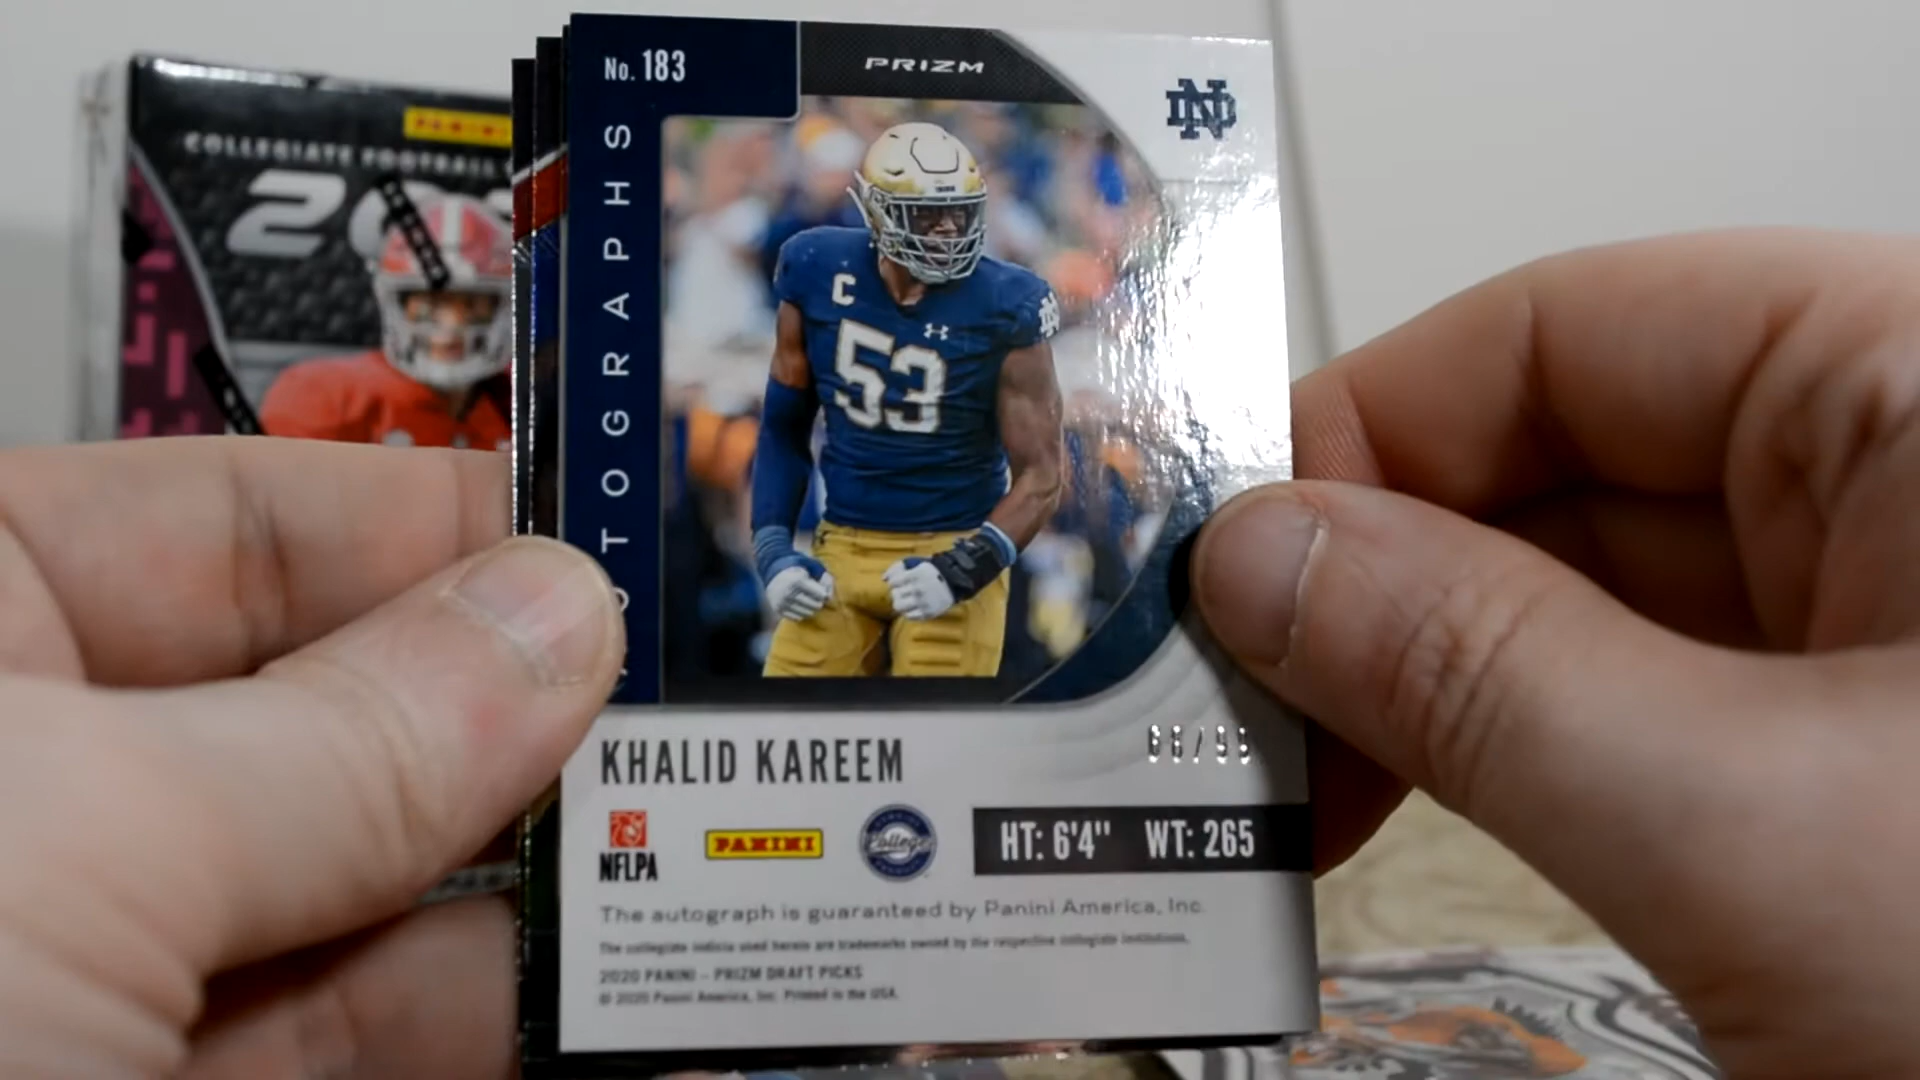 No. 183
PRIZM
ND
TOGRAPHS
C
53
KHALID KAREEM
NFLPA
PANINI
College
HT: 6'4" WT: 265
The autograph is guaranteed by Panini America, Inc.
The collegiate indicia used herein are trademarks owned by the respective collegiate institutions.
2020 PANINI – PRIZM DRAFT PICKS
© 2020 Panini America, Inc. Printed in the USA.
PANINI
COLLEGIATE FOOTBALL